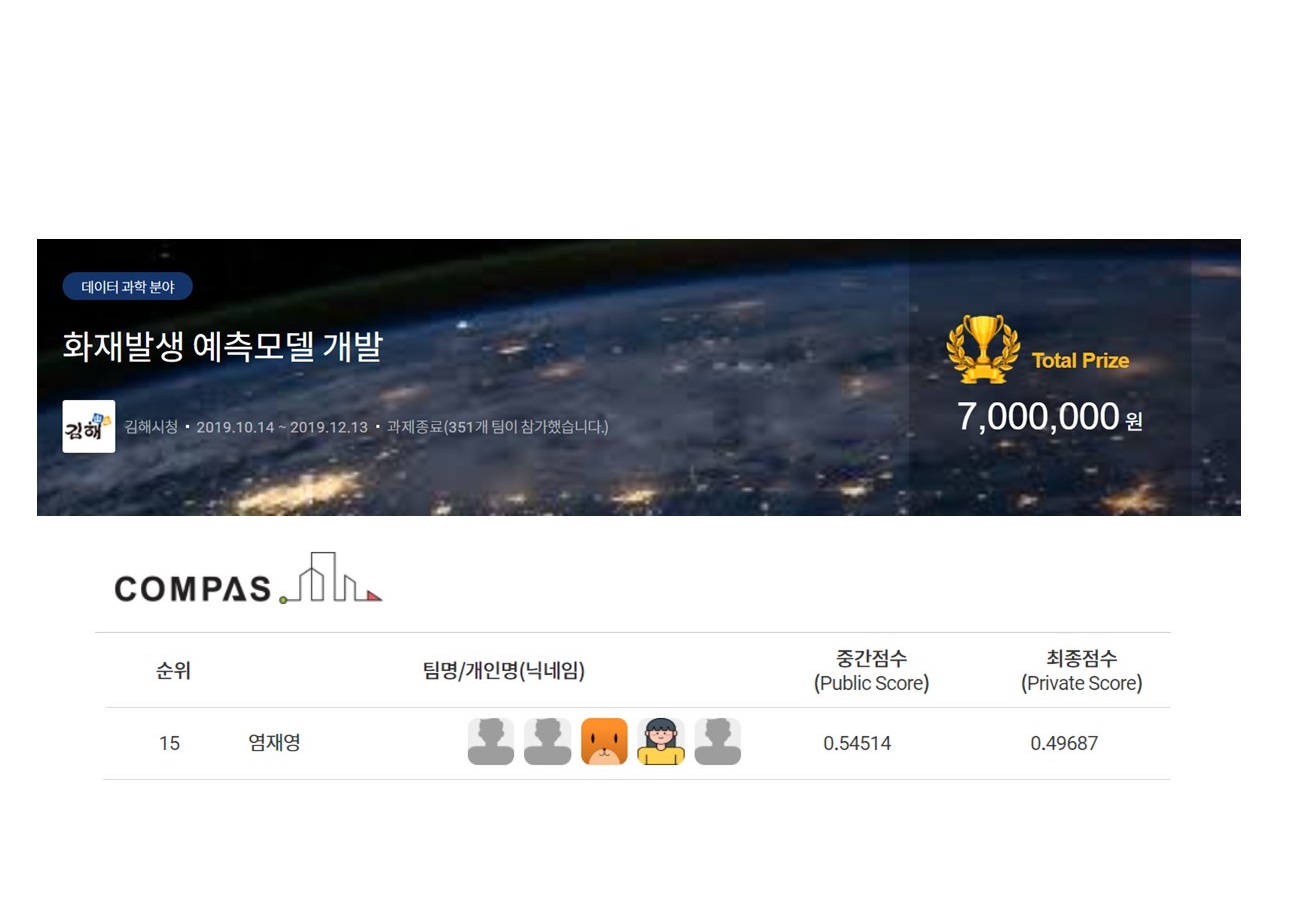 데이터 과학 분야
화재발생 예측모델 개발
김해
김해시청 • 2019.10.14 ~ 2019.12.13 • 과제종료(351개 팀이 참가했습니다.)
Total Prize
7,000,000 원
COMPAS
순위 팀명/개인명(닉네임) 중간점수 (Public Score) 최종점수 (Private Score)
15 염재영 0.54514 0.49687